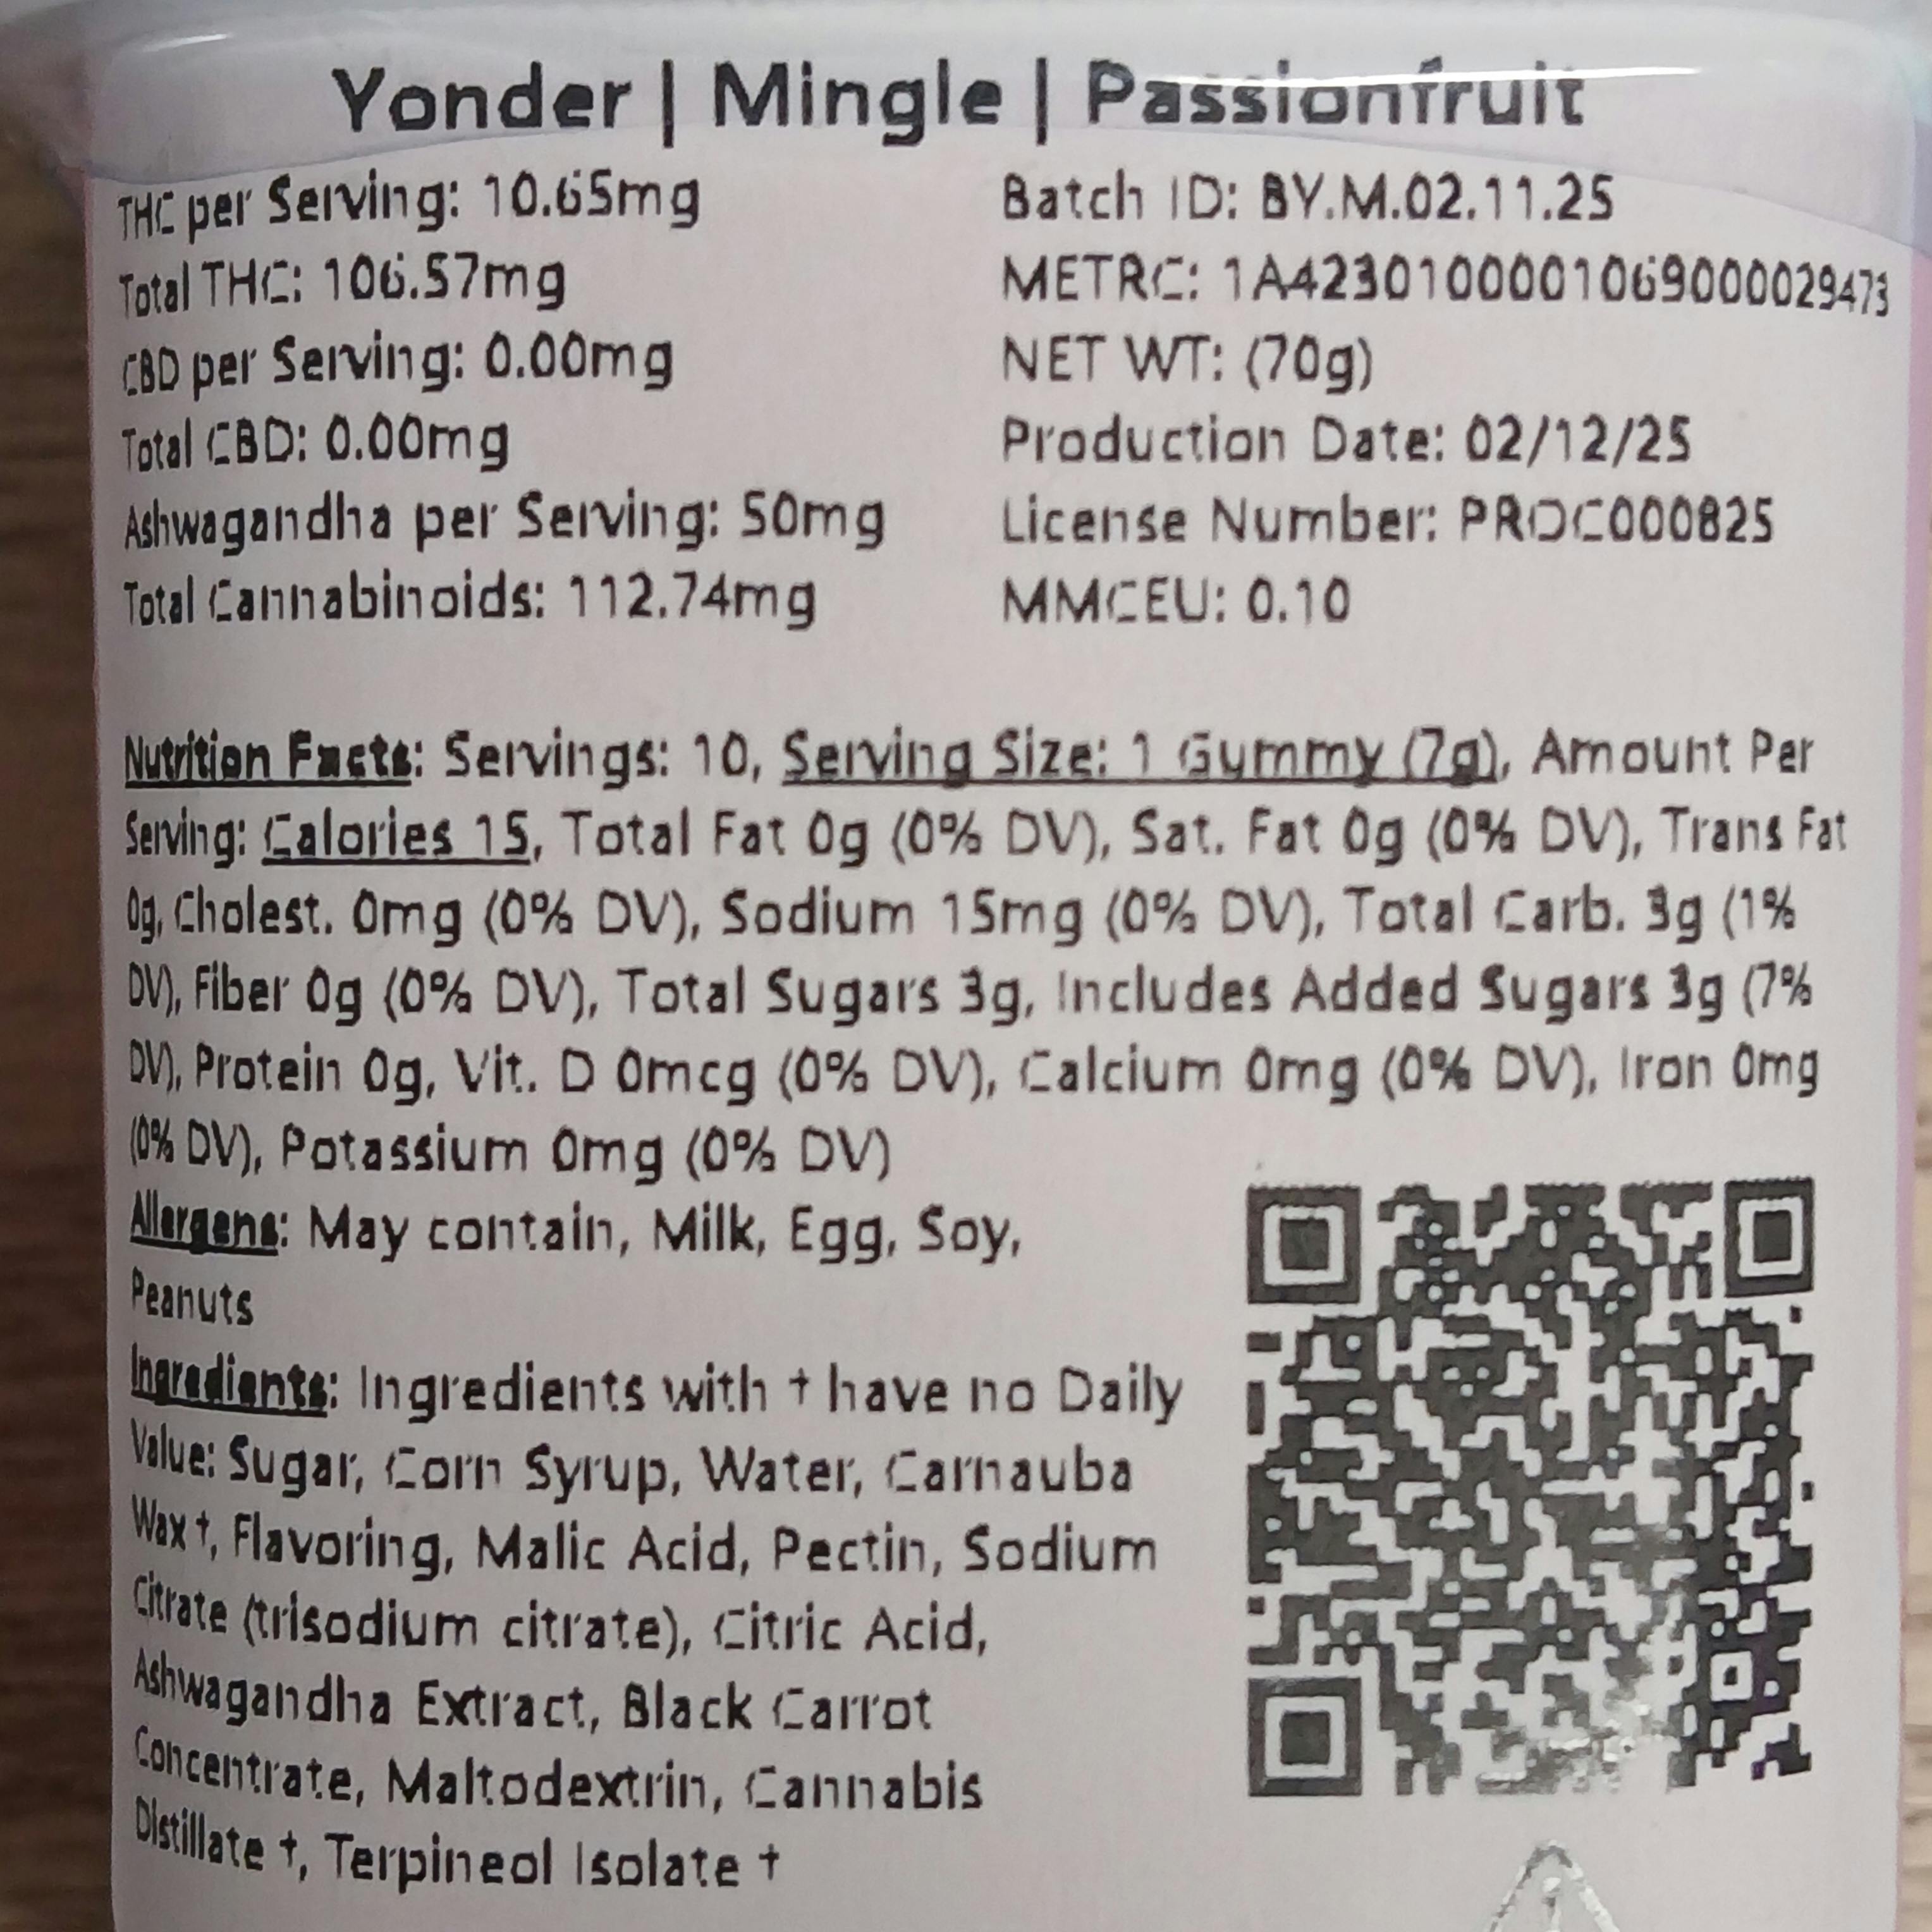 Yonder | Mingle | Passionfruit
THC per Serving: 10.65mg
Total THC: 106.57mg
CBD per Serving: 0.00mg
Total CBD: 0.00mg
Ashwagandha per Serving: 50mg
Total Cannabinoids: 112.74mg
Batch ID: BY.M.02.11.25
METRC: 1A4230100001069000029473
NET WT: (70g)
Production Date: 02/12/25
License Number: PROC000825
MMCEU: 0.10
Nutrition Facts: Servings: 10, Serving Size: 1 Gummy (7g), Amount Per
Serving: Calories 15, Total Fat 0g (0% DV), Sat. Fat 0g (0% DV), Trans Fat
0g, Cholest. 0mg (0% DV), Sodium 15mg (0% DV), Total Carb. 3g (1%
DV), Fiber 0g (0% DV), Total Sugars 3g, Includes Added Sugars 3g (7%
DV), Protein 0g, Vit. D 0mcg (0% DV), Calcium 0mg (0% DV), Iron 0mg
(0% DV), Potassium 0mg (0% DV)
Allergens: May contain, Milk, Egg, Soy,
Peanuts
Ingredients: Ingredients with † have no Daily
Value: Sugar, Corn Syrup, Water, Carnauba
Wax †, Flavoring, Malic Acid, Pectin, Sodium
Citrate (trisodium citrate), Citric Acid,
Ashwagandha Extract, Black Carrot
Concentrate, Maltodextrin, Cannabis
Distillate †, Terpineol Isolate †